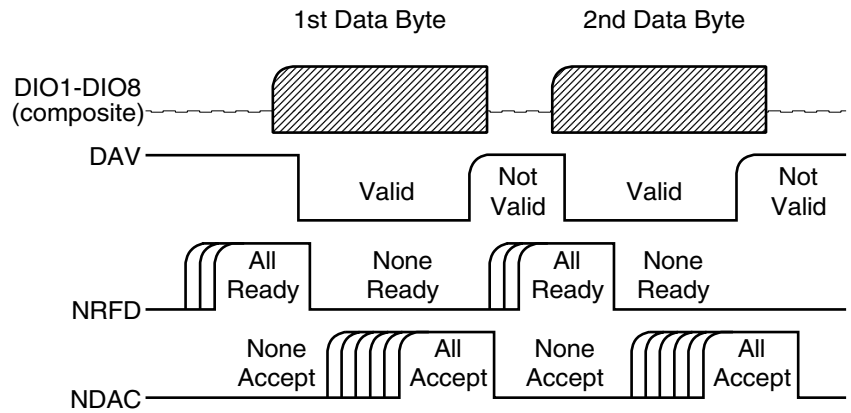 1st Data Byte
2nd Data Byte
DIO1-DIO8
(composite)
DAV
Valid
Not
Valid
Valid
Not
Valid
NRFD
All
Ready
None
Ready
All
Ready
None
Ready
NDAC
None
Accept
All
Accept
None
Accept
All
Accept